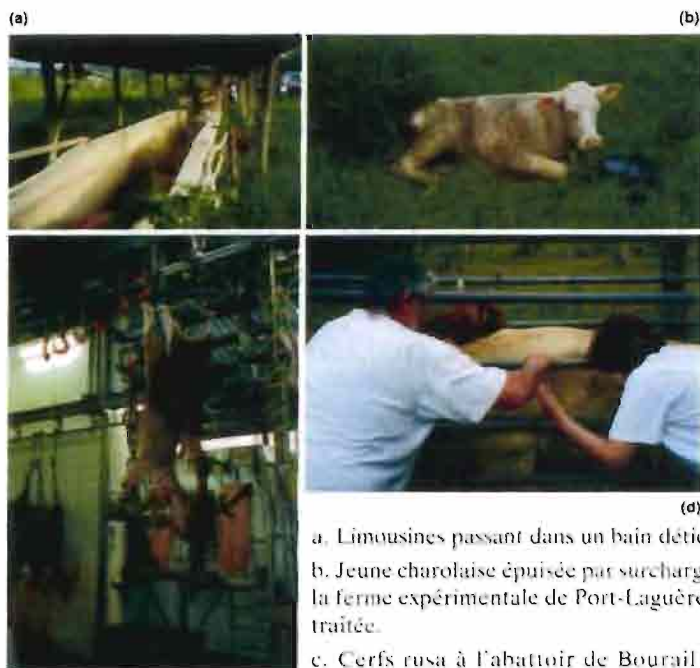 (a)
(b)
(d)
a. Limousines passant dans un bain détic
b. Jeune charolaise épuisée par surcharg
la ferme expérimentale de Port-Laguerre
traitée.
c. Cerfs rusa à l'abattoir de Bourail